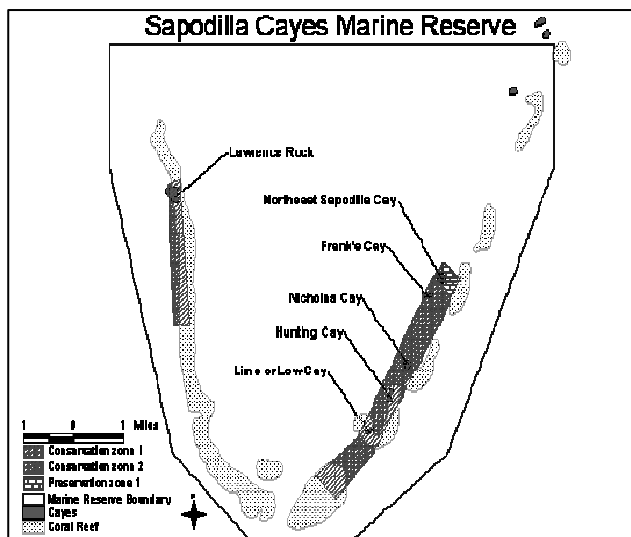 Sapodilla Cayes Marine Reserve
Lawrence Rock
Northeast Sapodilla Cay
Frank's Cay
Nicholas Cay
Hunting Cay
Lime or Low Cay
1 0 1 Miles
Conservation zone 1
Conservation zone 2
Preservation zone 1
Marine Reserve Boundary
Cayes
Coral Reef